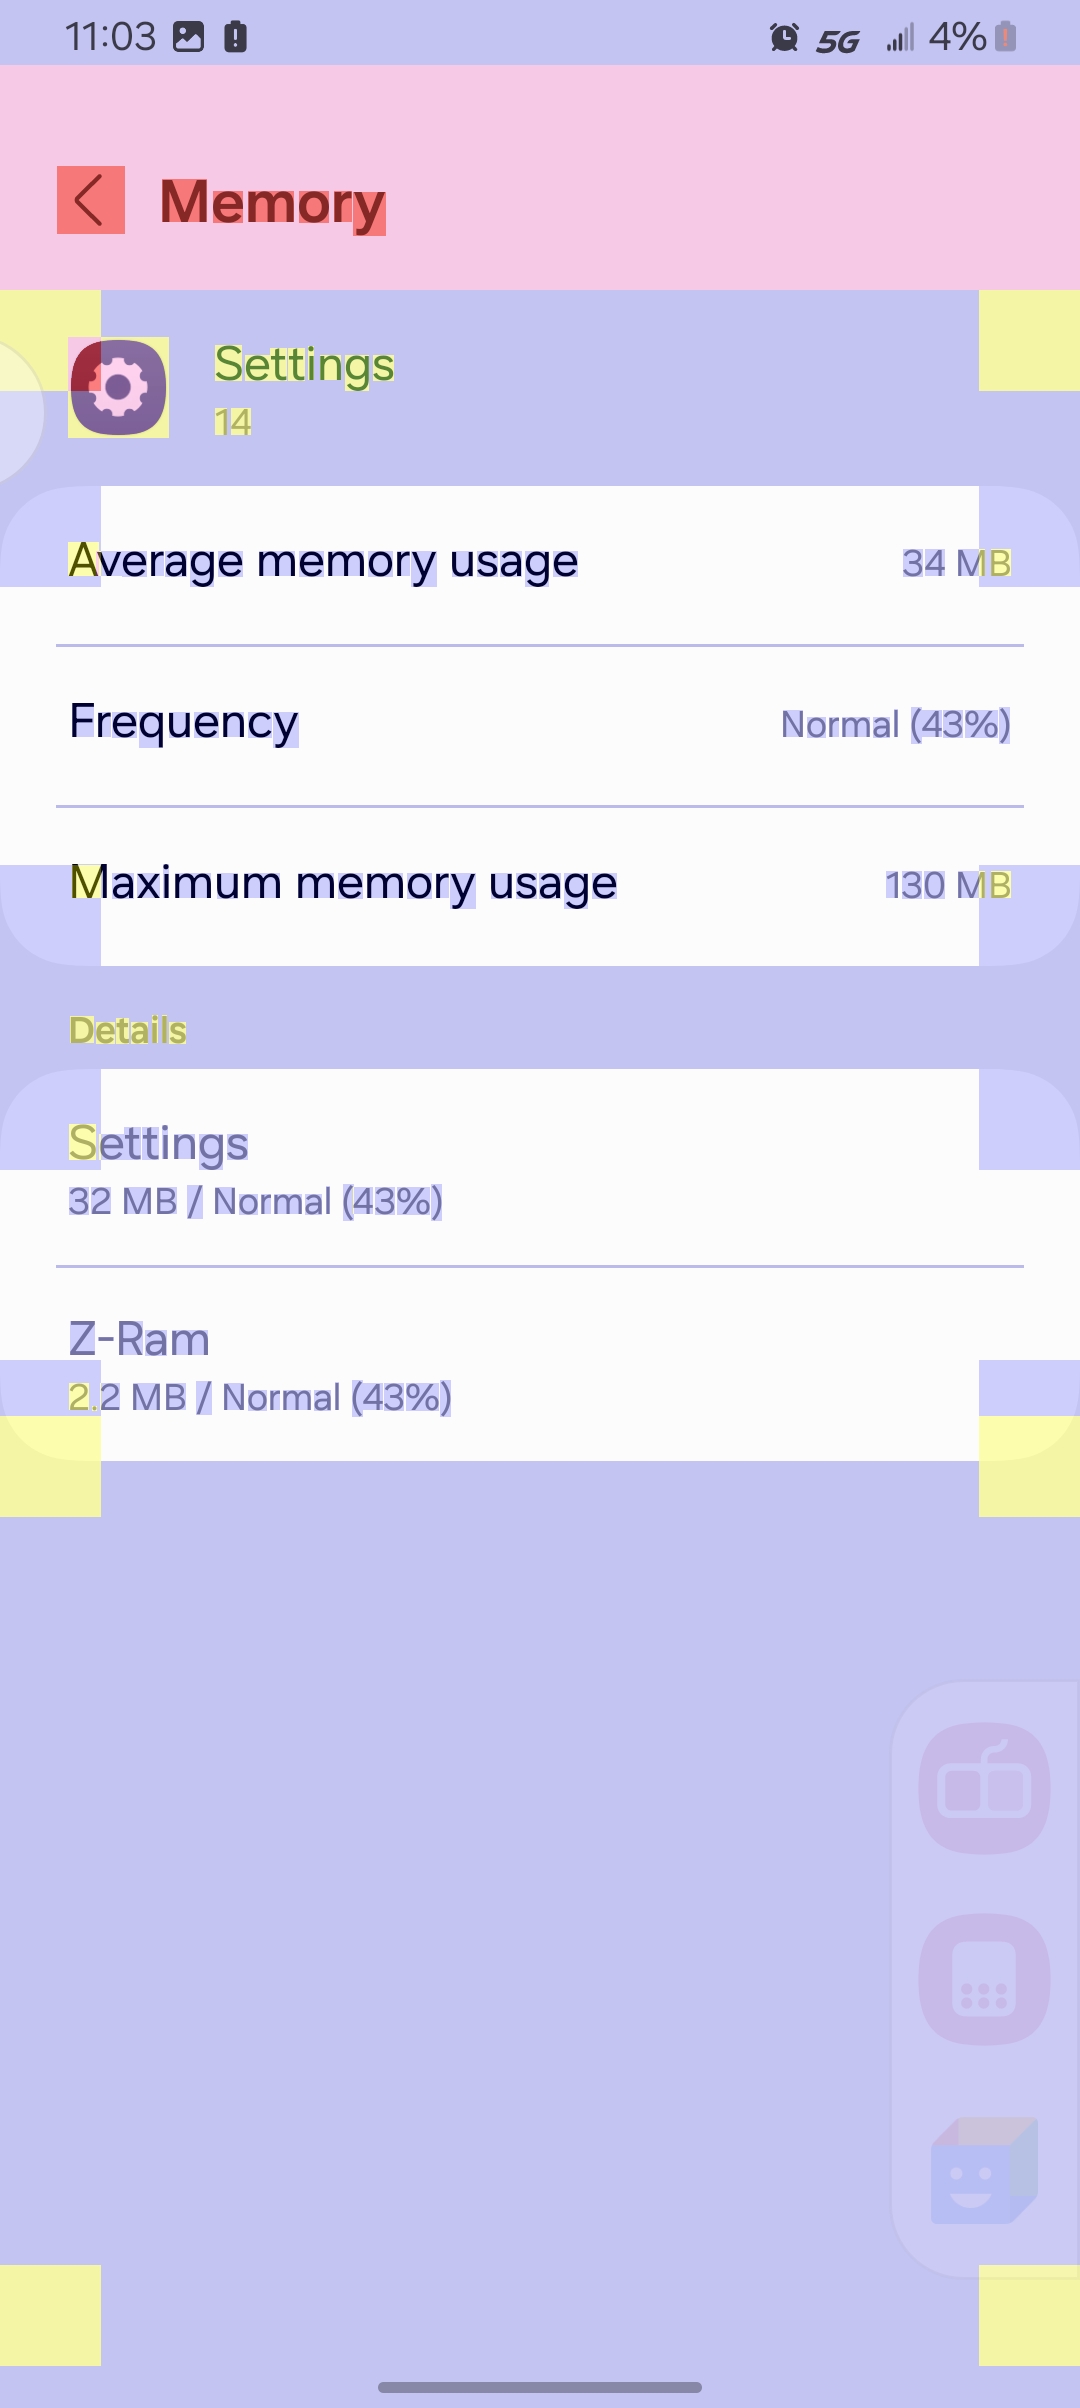 11:03 5G 4%
Memory
Settings
14
Average memory usage 34 MB
Frequency Normal (43%)
Maximum memory usage 130 MB
Details
Settings
32 MB / Normal (43%)
Z-Ram
2.2 MB / Normal (43%)